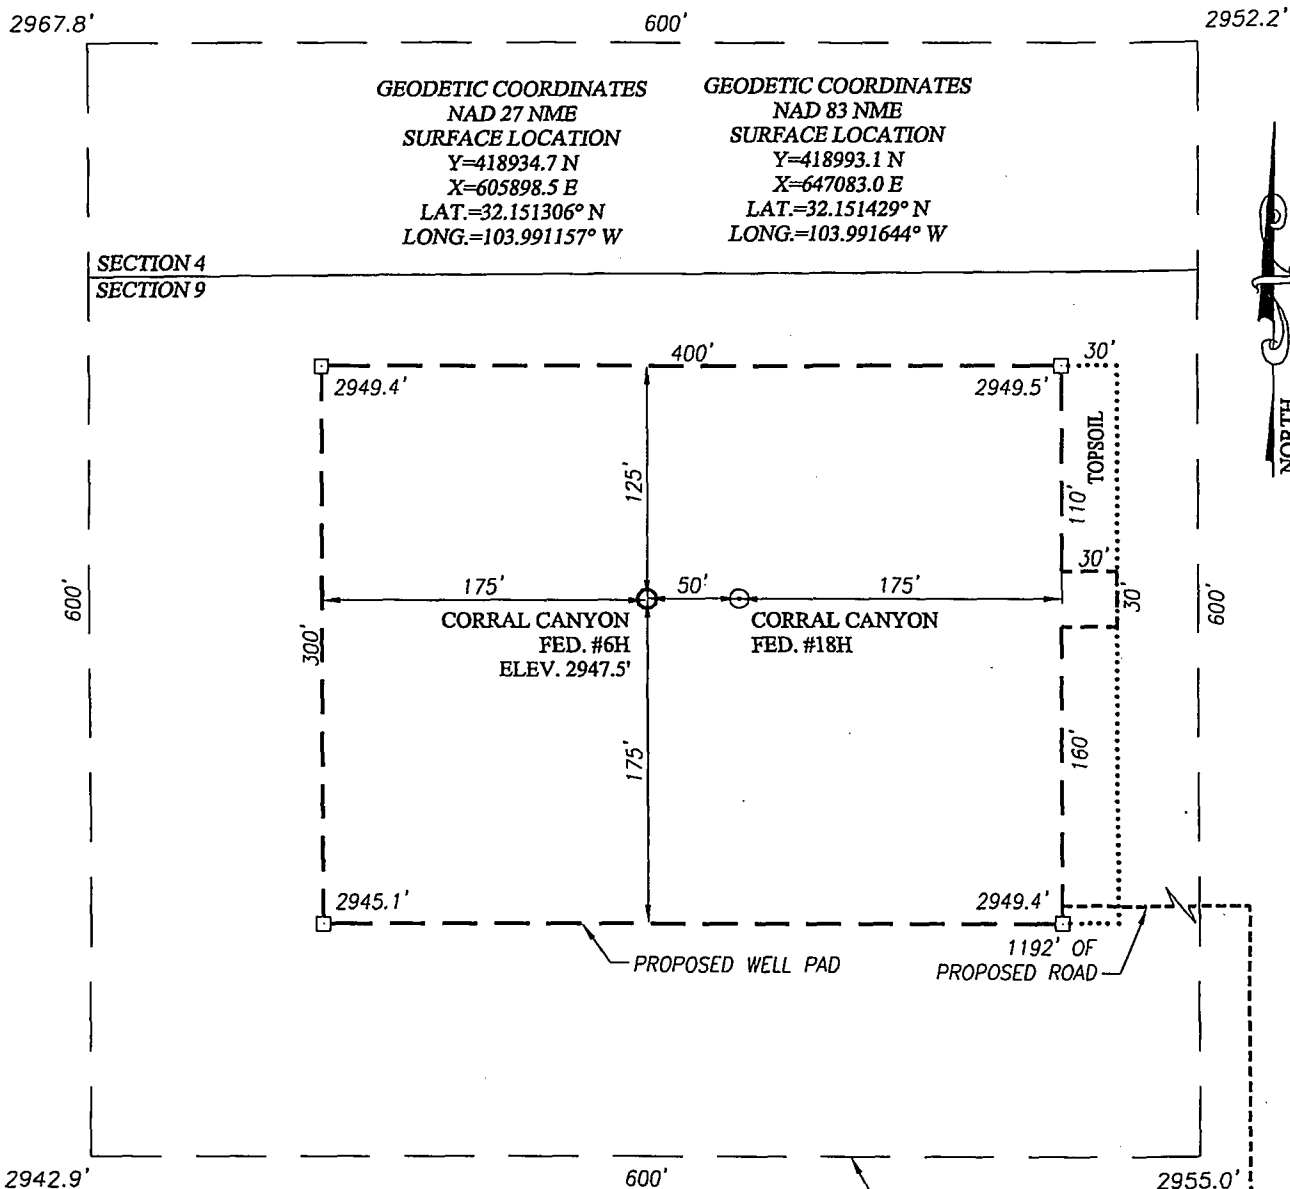 2967.8'
600'
2952.2'
GEODETIC COORDINATES
NAD 27 NME
SURFACE LOCATION
Y=418934.7 N
X=605898.5 E
LAT.=32.151306° N
LONG.=103.991157° W
GEODETIC COORDINATES
NAD 83 NME
SURFACE LOCATION
Y=418993.1 N
X=647083.0 E
LAT.=32.151429° N
LONG.=103.991644° W
SECTION 4
SECTION 9
NORTH
400'
30'
2949.4'
2949.5'
TOPSOIL
125'
110'
30'
175'
50'
175'
30'
600'
600'
300'
CORRAL CANYON
FED. #6H
ELEV. 2947.5'
CORRAL CANYON
FED. #18H
175'
160'
2945.1'
2949.4'
PROPOSED WELL PAD
1192' OF
PROPOSED ROAD
2942.9'
600'
2955.0'